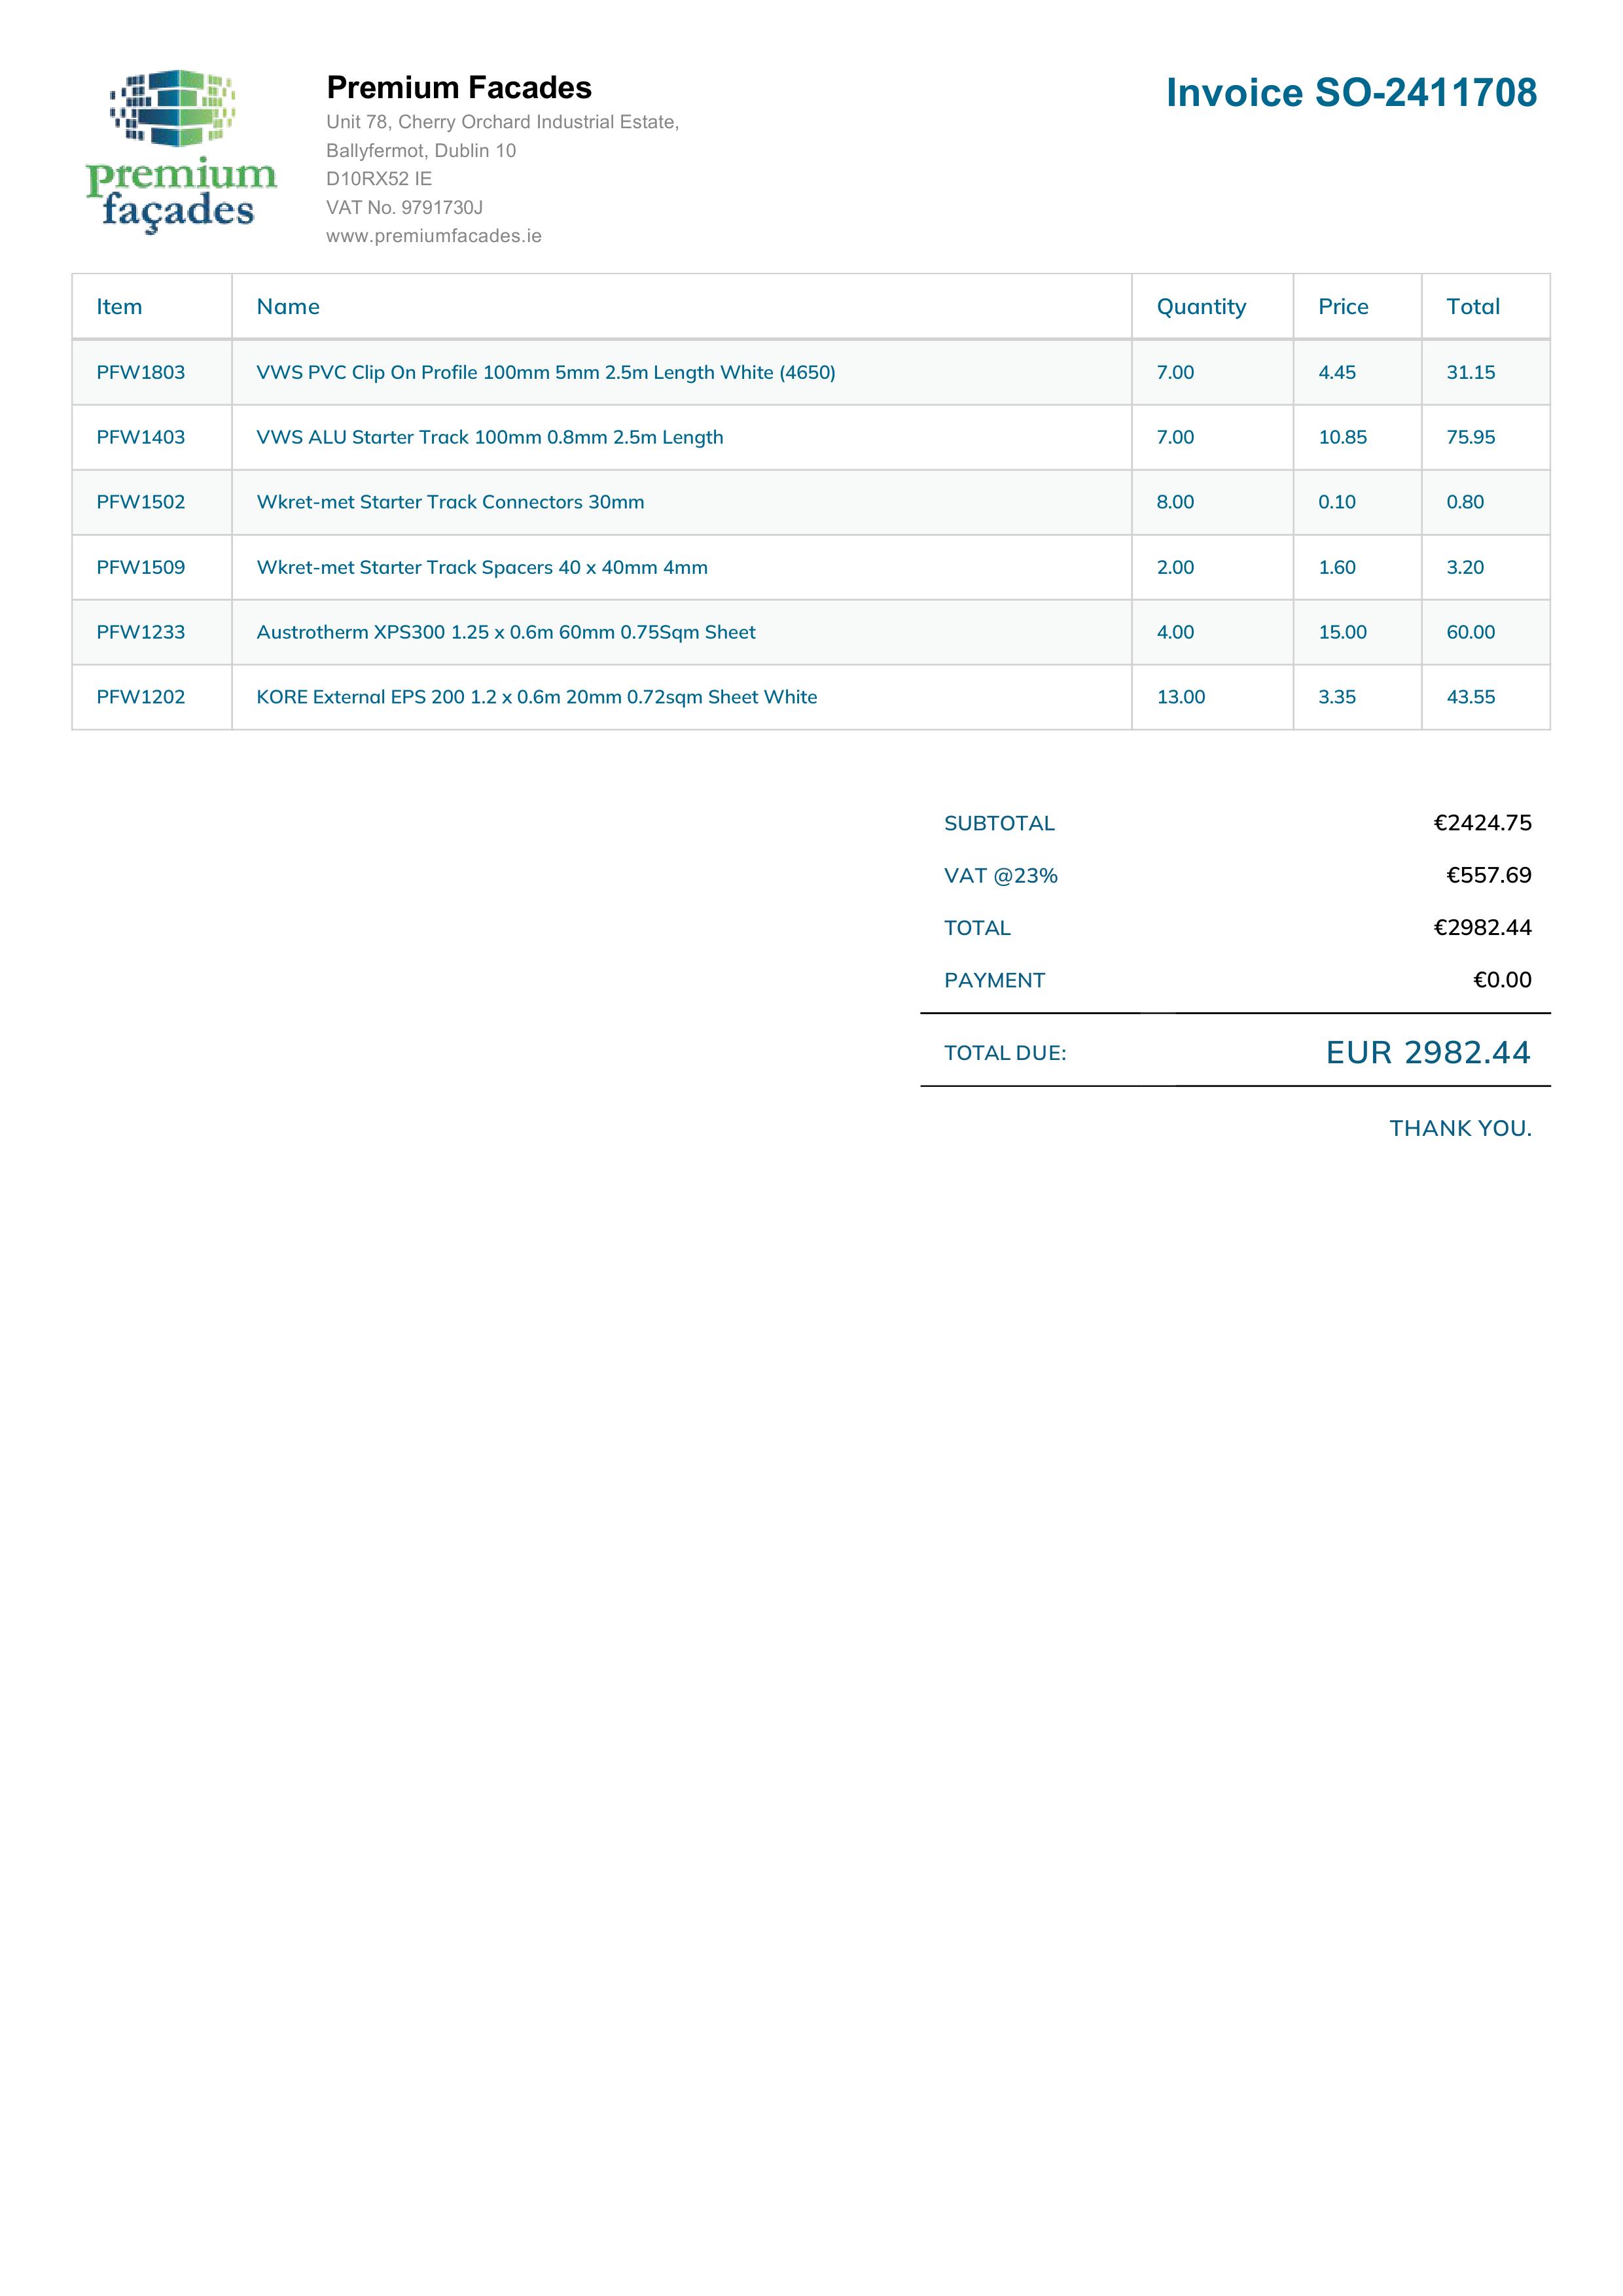 premium
façades
Premium Facades
Unit 78, Cherry Orchard Industrial Estate,
Ballyfermot, Dublin 10
D10RX52 IE
VAT No. 9791730J
www.premiumfacades.ie
Invoice SO-2411708
Item Name Quantity Price Total
PFW1803 VWS PVC Clip On Profile 100mm 5mm 2.5m Length White (4650) 7.00 4.45 31.15
PFW1403 VWS ALU Starter Track 100mm 0.8mm 2.5m Length 7.00 10.85 75.95
PFW1502 Wkret-met Starter Track Connectors 30mm 8.00 0.10 0.80
PFW1509 Wkret-met Starter Track Spacers 40 x 40mm 4mm 2.00 1.60 3.20
PFW1233 Austrotherm XPS300 1.25 x 0.6m 60mm 0.75Sqm Sheet 4.00 15.00 60.00
PFW1202 KORE External EPS 200 1.2 x 0.6m 20mm 0.72sqm Sheet White 13.00 3.35 43.55
SUBTOTAL €2424.75
VAT @23% €557.69
TOTAL €2982.44
PAYMENT €0.00
TOTAL DUE: EUR 2982.44
THANK YOU.